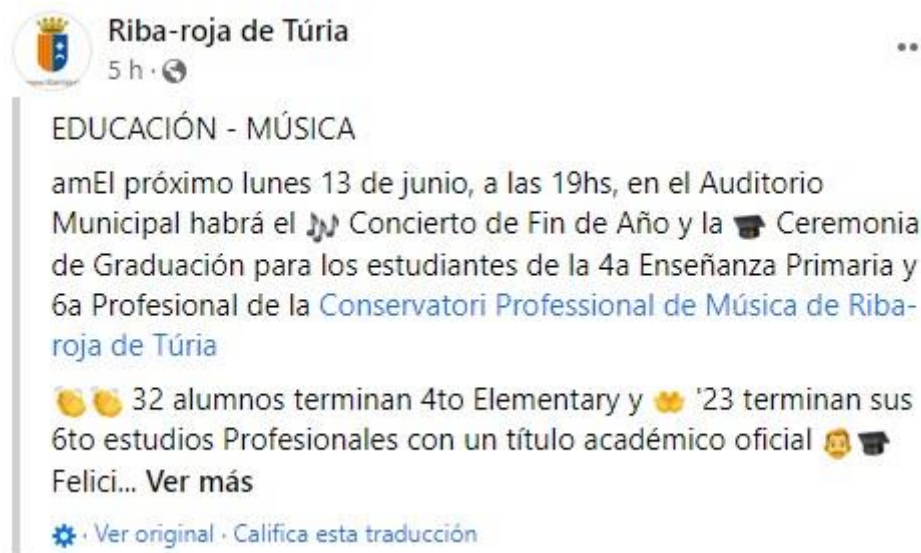 Riba-roja de Túria
5 h ·
EDUCACIÓN - MÚSICA
amEl próximo lunes 13 de junio, a las 19hs, en el Auditorio
Municipal habrá el 🎶 Concierto de Fin de Año y la 🎓 Ceremonia
de Graduación para los estudiantes de la 4a Enseñanza Primaria y
6a Profesional de la Conservatori Professional de Música de Riba-
roja de Túria
👏👏 32 alumnos terminan 4to Elementary y 🤲 '23 terminan sus
6to estudios Profesionales con un título académico oficial 👨‍🎓
Felici... Ver más
· Ver original · Califica esta traducción